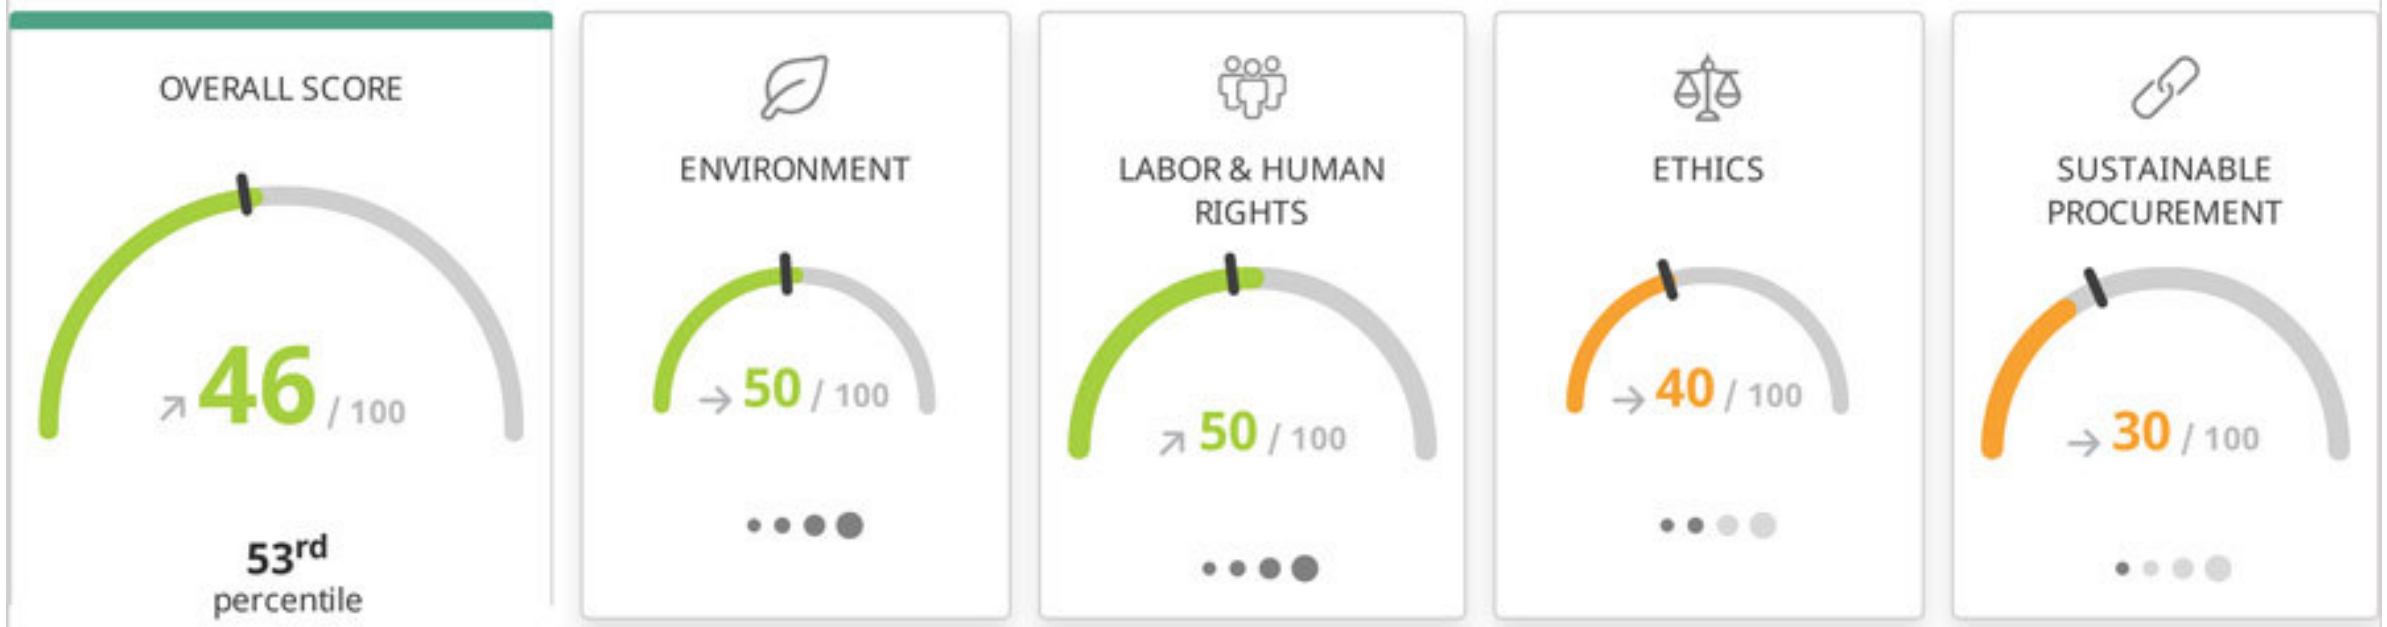 OVERALL SCORE
↗ 46 / 100
53rd
percentile
ENVIRONMENT
→ 50 / 100
LABOR & HUMAN
RIGHTS
↗ 50 / 100
ETHICS
→ 40 / 100
SUSTAINABLE
PROCUREMENT
→ 30 / 100